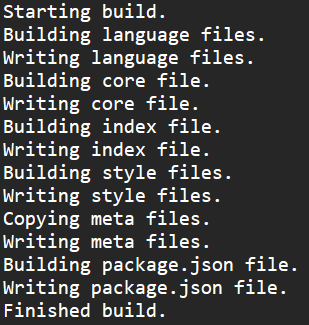 Starting build.
Building language files.
Writing language files.
Building core file.
Writing core file.
Building index file.
Writing index file.
Building style files.
Writing style files.
Copying meta files.
Writing meta files.
Building package.json file.
Writing package.json file.
Finished build.